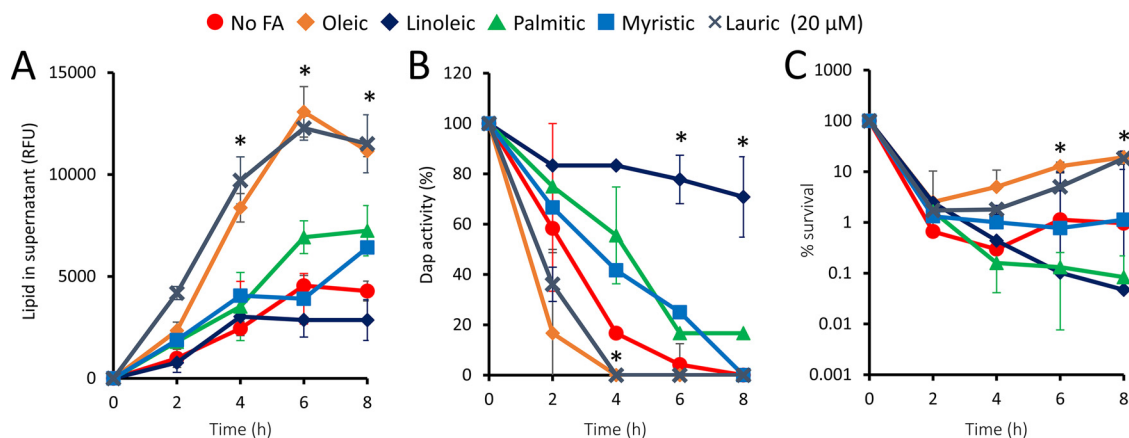 No FA Oleic Linoleic Palmitic Myristic Lauric (20 μM)
A
Lipid in supernatant (RFU)
15000
10000
5000
0
0 2 4 6 8
Time (h)
* * *
B
Dap activity (%)
120
100
80
60
40
20
0
0 2 4 6 8
Time (h)
* * *
C
% survival
1000
100
10
1
0.1
0.01
0.001
0 2 4 6 8
Time (h)
* *